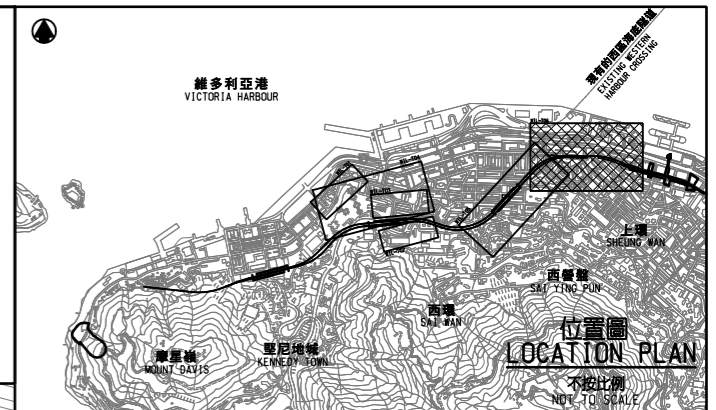 現有的西區海底隧道
EXISTING WESTERN
HARBOUR CROSSING
維多利亞港
VICTORIA HARBOUR
上環
SHEUNG WAN
西營盤
SAI YING PUN
西環
SAI WAN
堅尼地城
KENNEDY TOWN
摩星嶺
MOUNT DAVIS
位置圖
LOCATION PLAN
不按比例
NOT TO SCALE